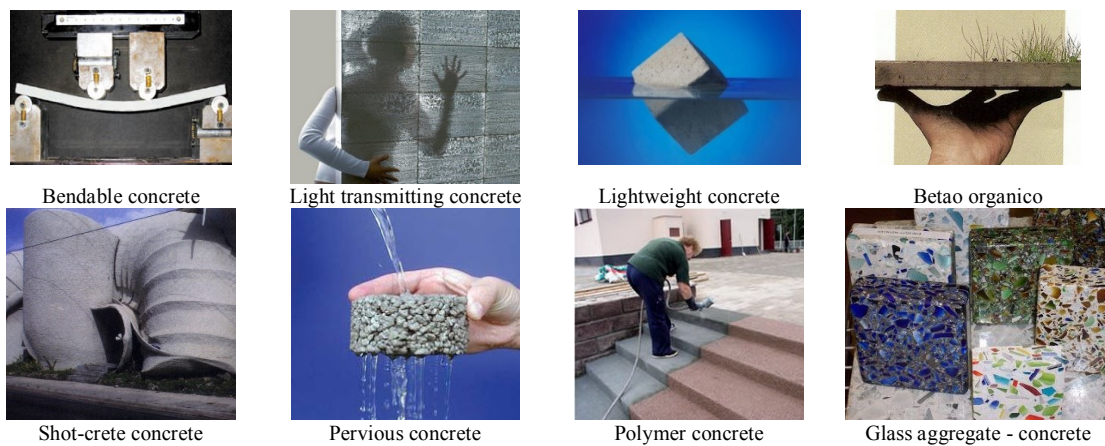 Bendable concrete
Light transmitting concrete
Lightweight concrete
Betao organico
Shot-crete concrete
Pervious concrete
Polymer concrete
Glass aggregate - concrete